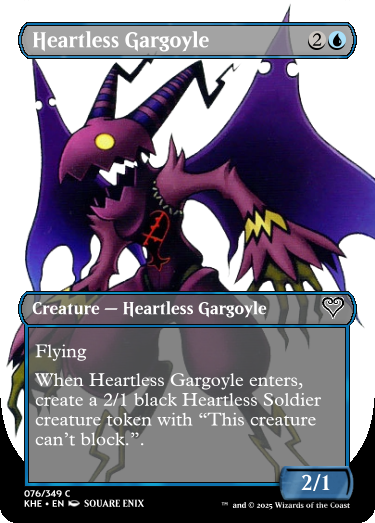 Heartless Gargoyle 2
Creature — Heartless Gargoyle
Flying
When Heartless Gargoyle enters,
create a 2/1 black Heartless Soldier
creature token with “This creature
can’t block.”.
2/1
076/349 C
KHE • EN SQUARE ENIX
™ and © 2025 Wizards of the Coast